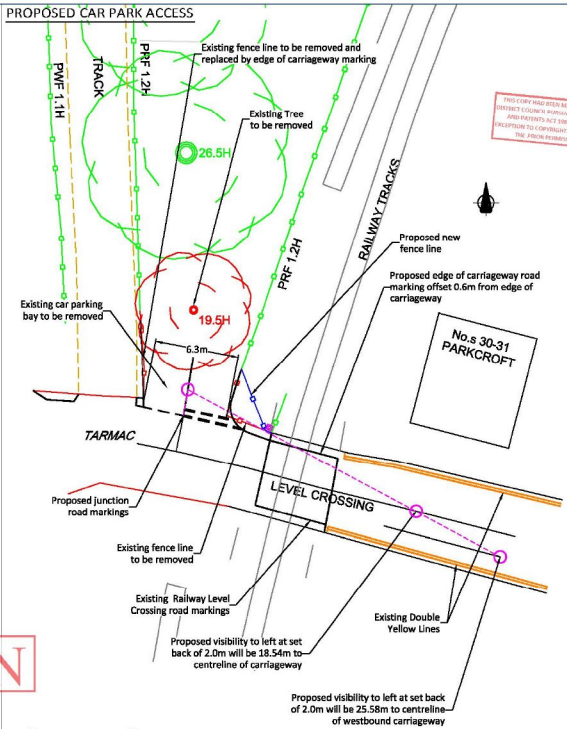 PROPOSED CAR PARK ACCESS
Existing fence line to be removed and
replaced by edge of carriageway marking
PWF 1.1H
TRACK
PRF 1.2H
Existing Tree
to be removed
26.5H
THIS COPY HAD BEEN
DISTRICT COUNCIL
AND PATENTS ACT
EXCEPTION TO COPYRIGHT
THE PRIOR
RAILWAY TRACKS
PRF 1.2H
Proposed new
fence line
Proposed edge of carriageway road
marking offset 0.6m from edge of
carriageway
Existing car parking
bay to be removed
19.5H
6.3m
No.s 30-31
PARKCROFT
TARMAC
LEVEL CROSSING
Proposed junction
road markings
Existing fence line
to be removed
Existing Railway Level
Crossing road markings
Existing Double
Yellow Lines
Proposed visibility to left at set
back of 2.0m will be 18.54m to
centreline of carriageway
N
Proposed visibility to left at set back
of 2.0m will be 25.58m to centreline
of westbound carriageway